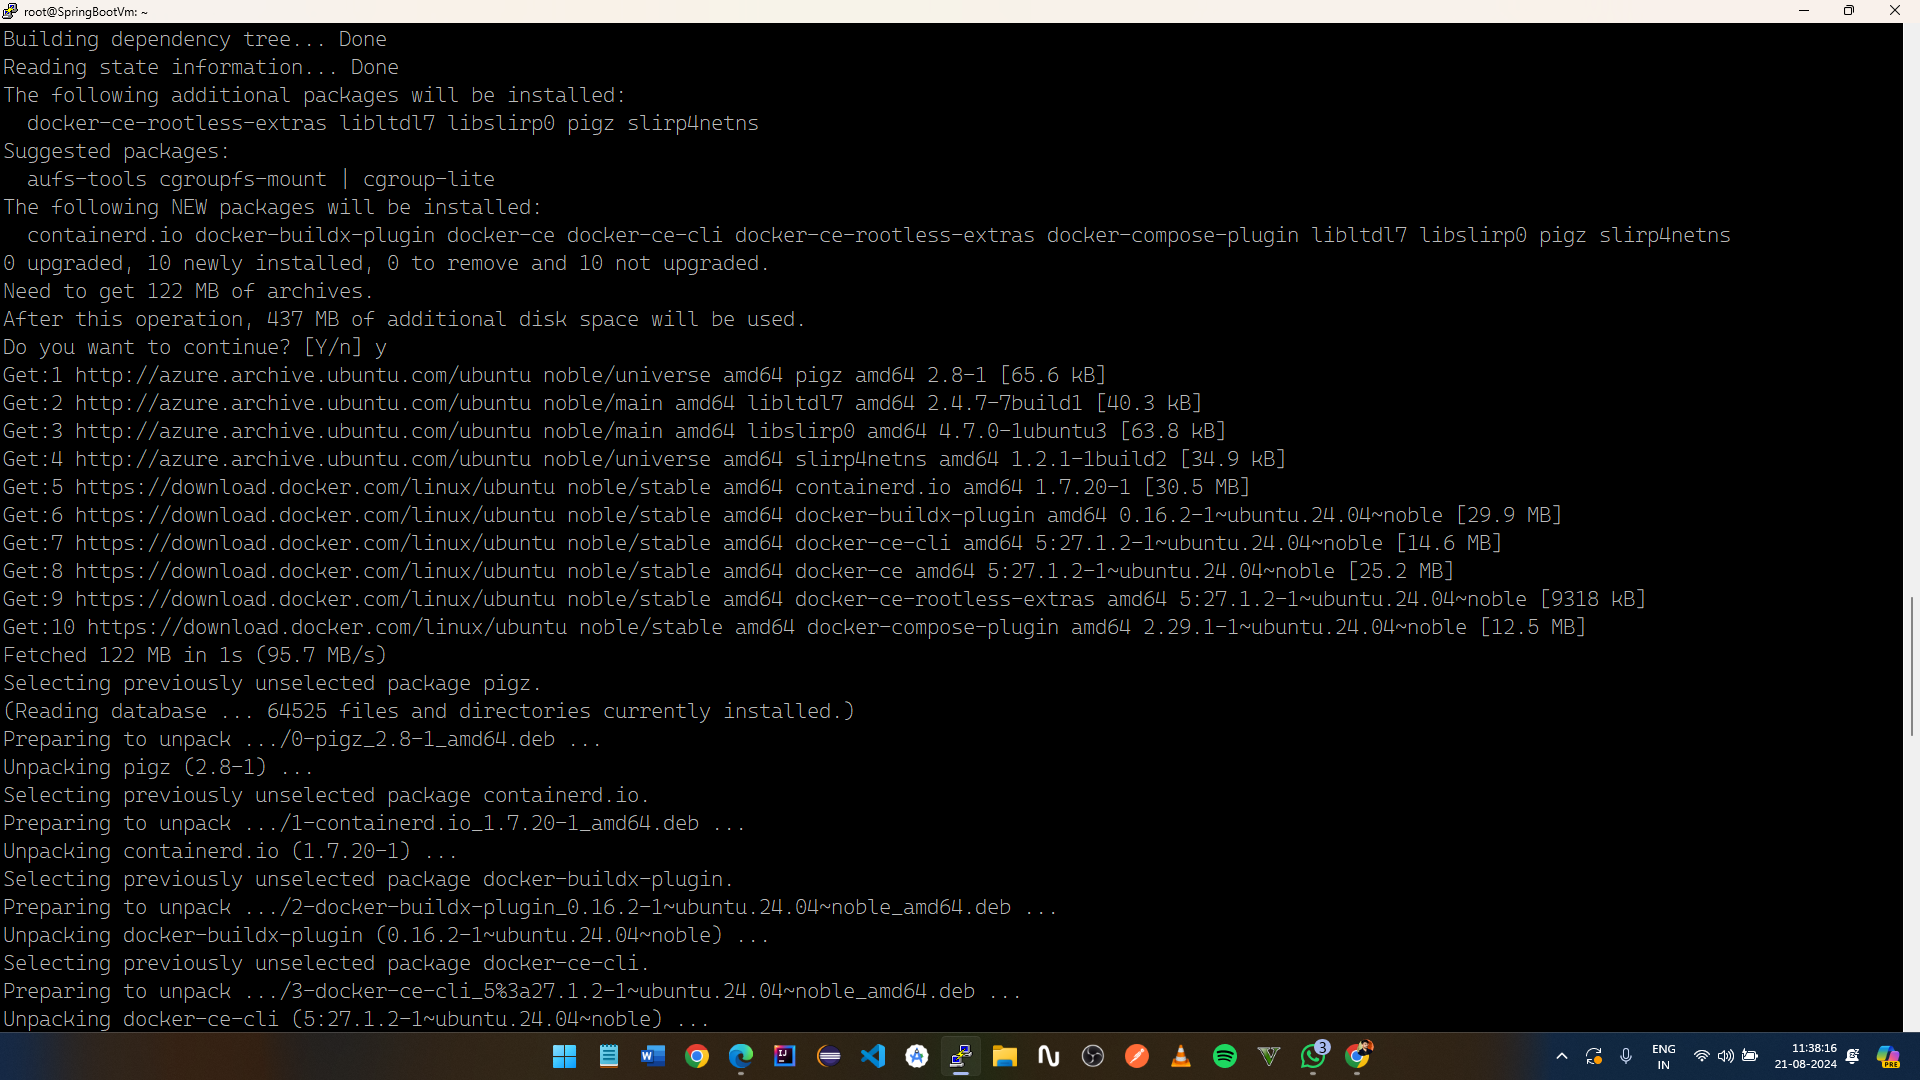 root@SpringBootVm: ~
Building dependency tree... Done
Reading state information... Done
The following additional packages will be installed:
  docker-ce-rootless-extras libltdl7 libslirp0 pigz slirp4netns
Suggested packages:
  aufs-tools cgroupfs-mount | cgroup-lite
The following NEW packages will be installed:
  containerd.io docker-buildx-plugin docker-ce docker-ce-cli docker-ce-rootless-extras docker-compose-plugin libltdl7 libslirp0 pigz slirp4netns
0 upgraded, 10 newly installed, 0 to remove and 10 not upgraded.
Need to get 122 MB of archives.
After this operation, 437 MB of additional disk space will be used.
Do you want to continue? [Y/n] y
Get:1 http://azure.archive.ubuntu.com/ubuntu noble/universe amd64 pigz amd64 2.8-1 [65.6 kB]
Get:2 http://azure.archive.ubuntu.com/ubuntu noble/main amd64 libltdl7 amd64 2.4.7-7build1 [40.3 kB]
Get:3 http://azure.archive.ubuntu.com/ubuntu noble/main amd64 libslirp0 amd64 4.7.0-1ubuntu3 [63.8 kB]
Get:4 http://azure.archive.ubuntu.com/ubuntu noble/universe amd64 slirp4netns amd64 1.2.1-1build2 [34.9 kB]
Get:5 https://download.docker.com/linux/ubuntu noble/stable amd64 containerd.io amd64 1.7.20-1 [30.5 MB]
Get:6 https://download.docker.com/linux/ubuntu noble/stable amd64 docker-buildx-plugin amd64 0.16.2-1~ubuntu.24.04~noble [29.9 MB]
Get:7 https://download.docker.com/linux/ubuntu noble/stable amd64 docker-ce-cli amd64 5:27.1.2-1~ubuntu.24.04~noble [14.6 MB]
Get:8 https://download.docker.com/linux/ubuntu noble/stable amd64 docker-ce amd64 5:27.1.2-1~ubuntu.24.04~noble [25.2 MB]
Get:9 https://download.docker.com/linux/ubuntu noble/stable amd64 docker-ce-rootless-extras amd64 5:27.1.2-1~ubuntu.24.04~noble [9318 kB]
Get:10 https://download.docker.com/linux/ubuntu noble/stable amd64 docker-compose-plugin amd64 2.29.1-1~ubuntu.24.04~noble [12.5 MB]
Fetched 122 MB in 1s (95.7 MB/s)
Selecting previously unselected package pigz.
(Reading database ... 64525 files and directories currently installed.)
Preparing to unpack .../0-pigz_2.8-1_amd64.deb ...
Unpacking pigz (2.8-1) ...
Selecting previously unselected package containerd.io.
Preparing to unpack .../1-containerd.io_1.7.20-1_amd64.deb ...
Unpacking containerd.io (1.7.20-1) ...
Selecting previously unselected package docker-buildx-plugin.
Preparing to unpack .../2-docker-buildx-plugin_0.16.2-1~ubuntu.24.04~noble_amd64.deb ...
Unpacking docker-buildx-plugin (0.16.2-1~ubuntu.24.04~noble) ...
Selecting previously unselected package docker-ce-cli.
Preparing to unpack .../3-docker-ce-cli_5%3a27.1.2-1~ubuntu.24.04~noble_amd64.deb ...
Unpacking docker-ce-cli (5:27.1.2-1~ubuntu.24.04~noble) ...
3
ENG
IN
11:38:16
21-08-2024
PRE